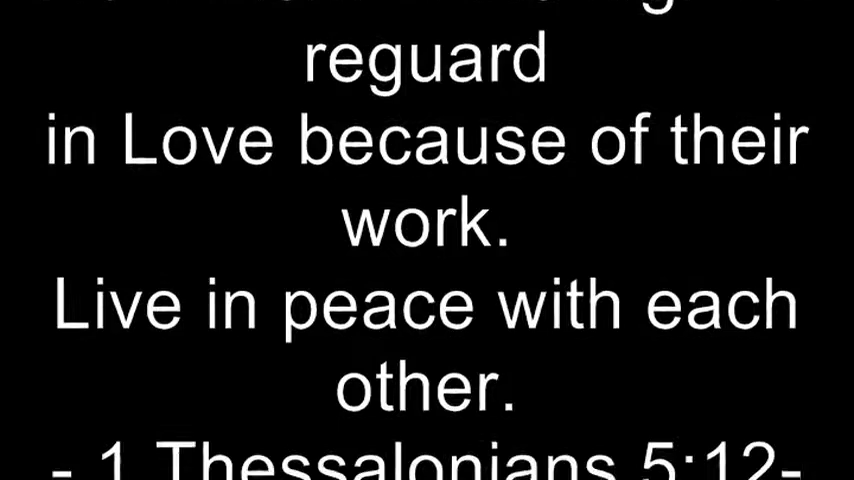 reguard
in Love because of their
work.
Live in peace with each
other.
- 1 Thessalonians 5:12-